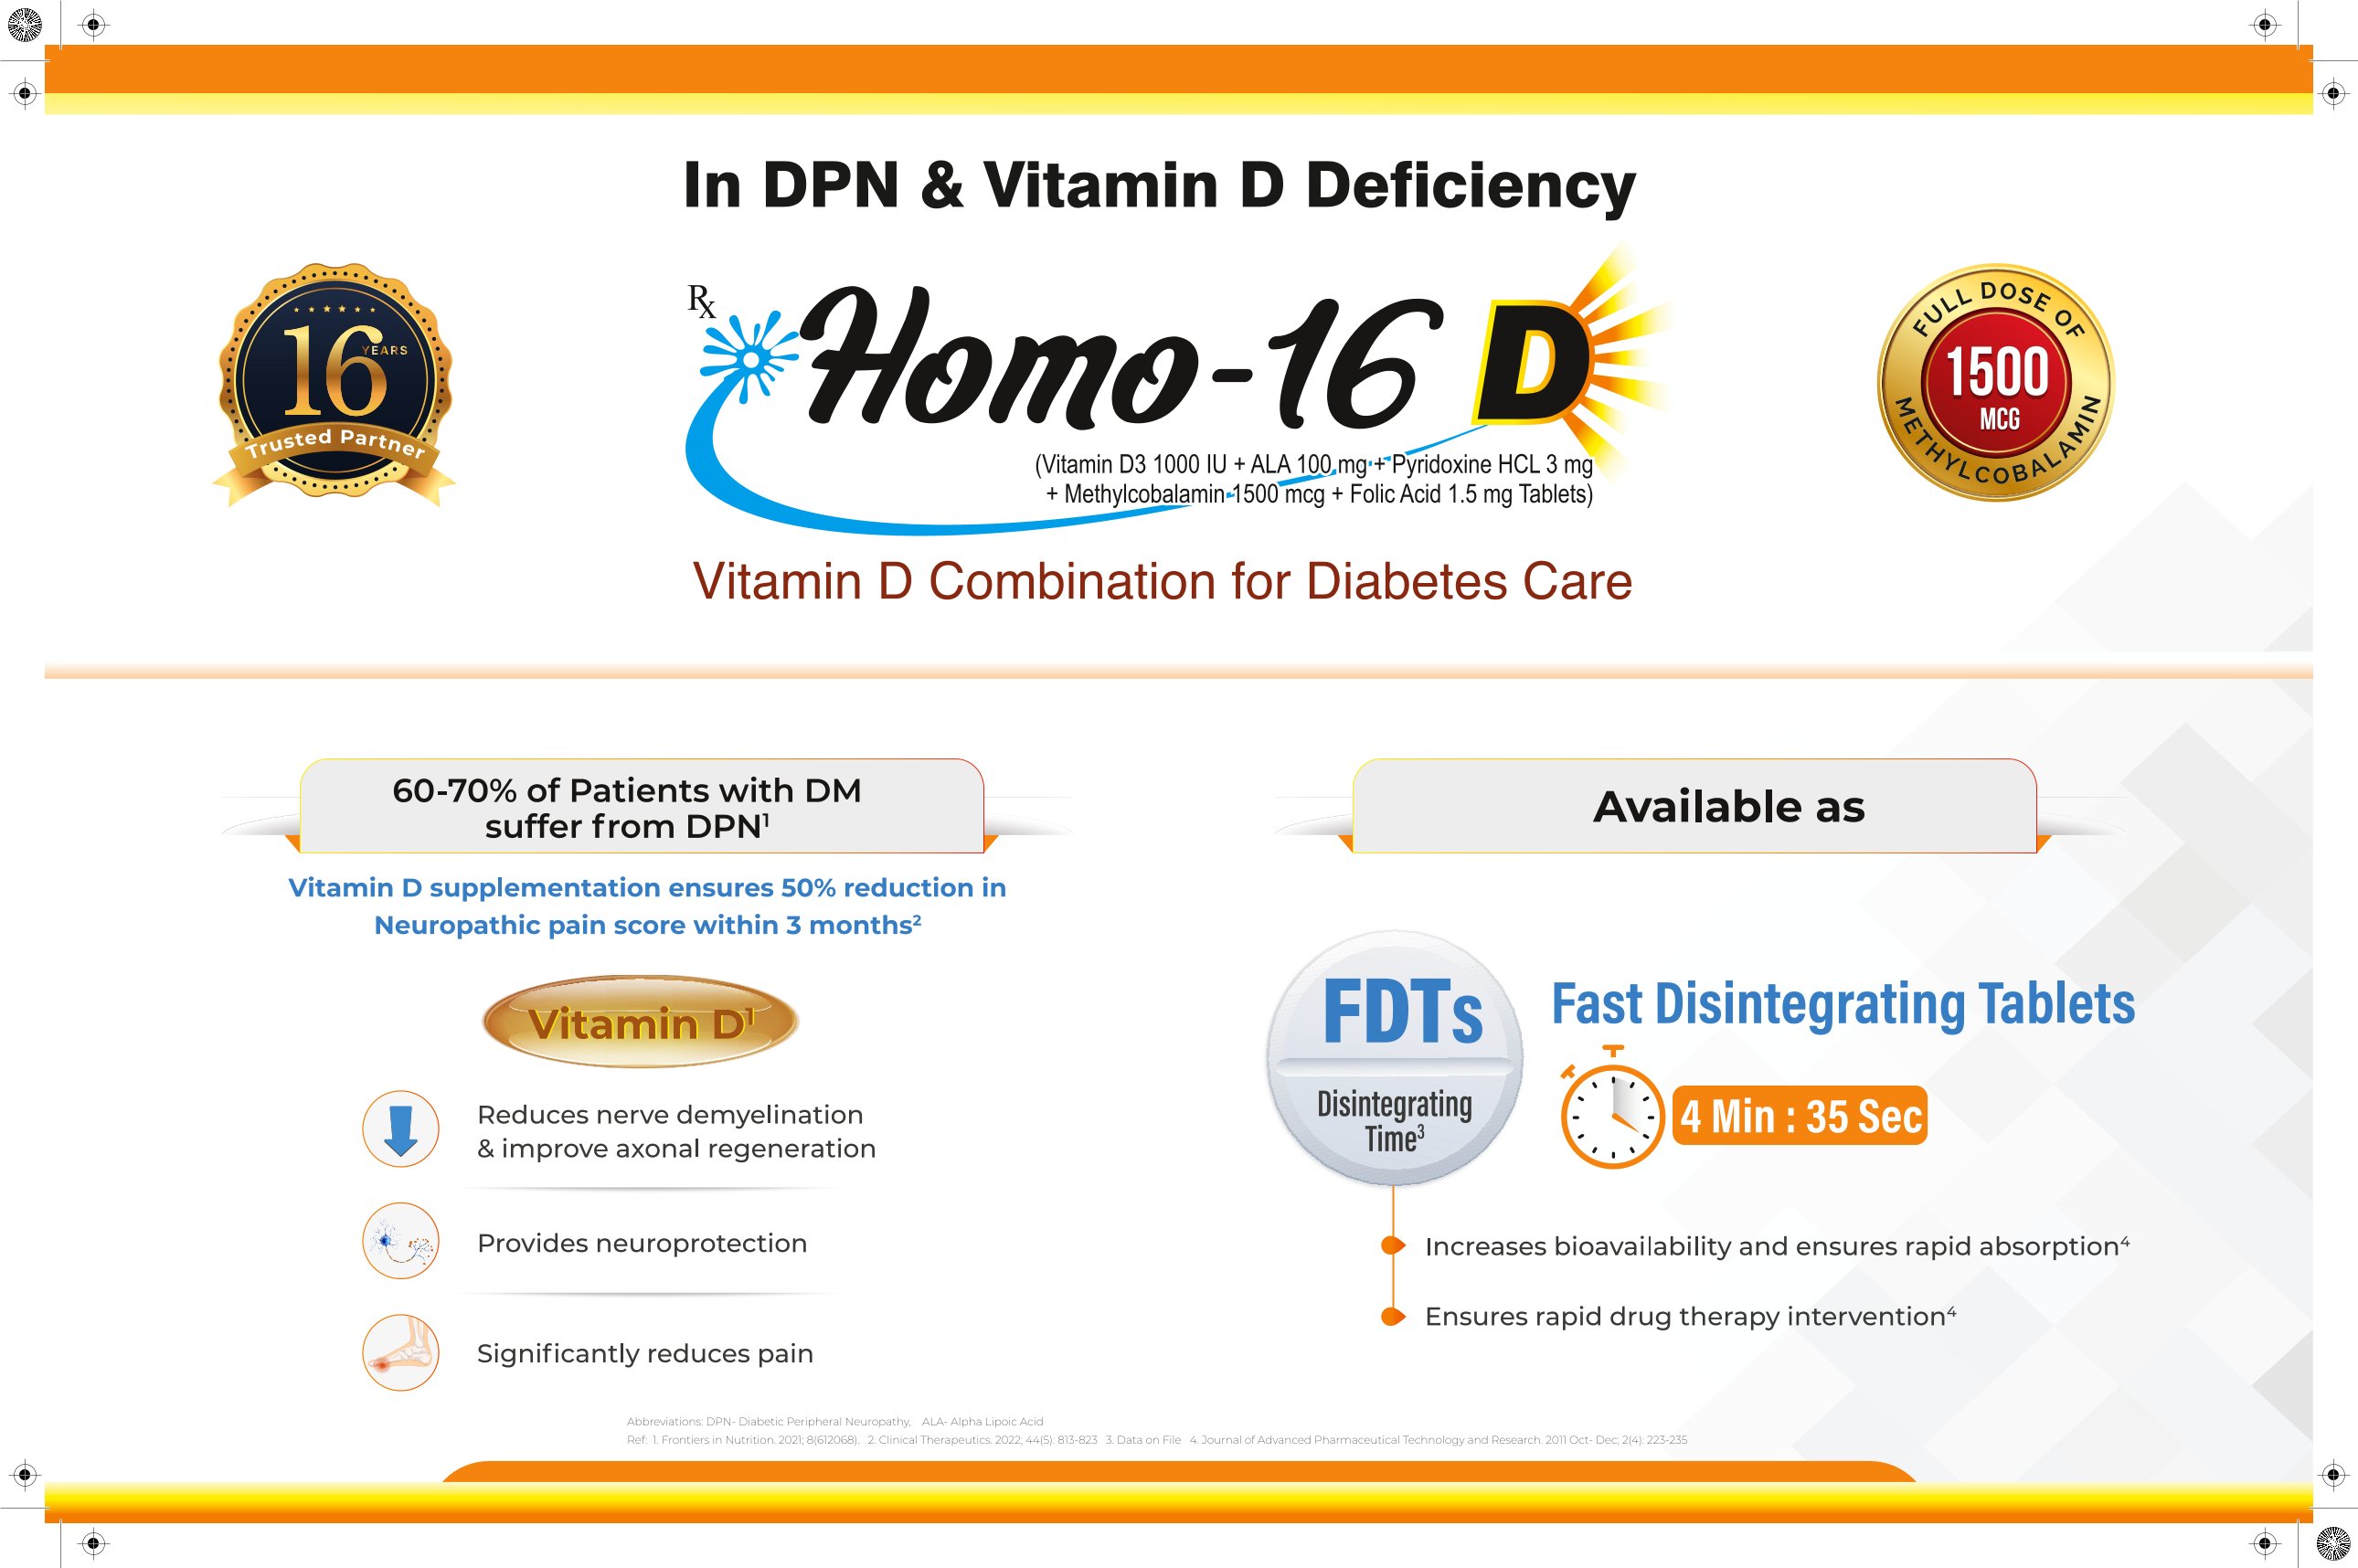 In DPN & Vitamin D Deficiency
16
YEARS
Trusted Partner
Rx
Homo-16 D
(Vitamin D3 1000 IU + ALA 100 mg + Pyridoxine HCL 3 mg
+ Methylcobalamin 1500 mcg + Folic Acid 1.5 mg Tablets)
FULL DOSE OF
1500
MCG
METHYLCOBALAMIN
Vitamin D Combination for Diabetes Care
60-70% of Patients with DM
suffer from DPN¹
Vitamin D supplementation ensures 50% reduction in
Neuropathic pain score within 3 months²
Vitamin D¹
Reduces nerve demyelination
& improve axonal regeneration
Provides neuroprotection
Significantly reduces pain
Available as
FDTs
Disintegrating
Time³
Fast Disintegrating Tablets
4 Min : 35 Sec
Increases bioavailability and ensures rapid absorption⁴
Ensures rapid drug therapy intervention⁴
Abbreviations: DPN- Diabetic Peripheral Neuropathy, ALA- Alpha Lipoic Acid
Ref: 1. Frontiers in Nutrition. 2021; 8(612068). 2. Clinical Therapeutics. 2022; 44(5): 813-823 3. Data on File 4. Journal of Advanced Pharmaceutical Technology and Research. 2011 Oct- Dec; 2(4): 223-235